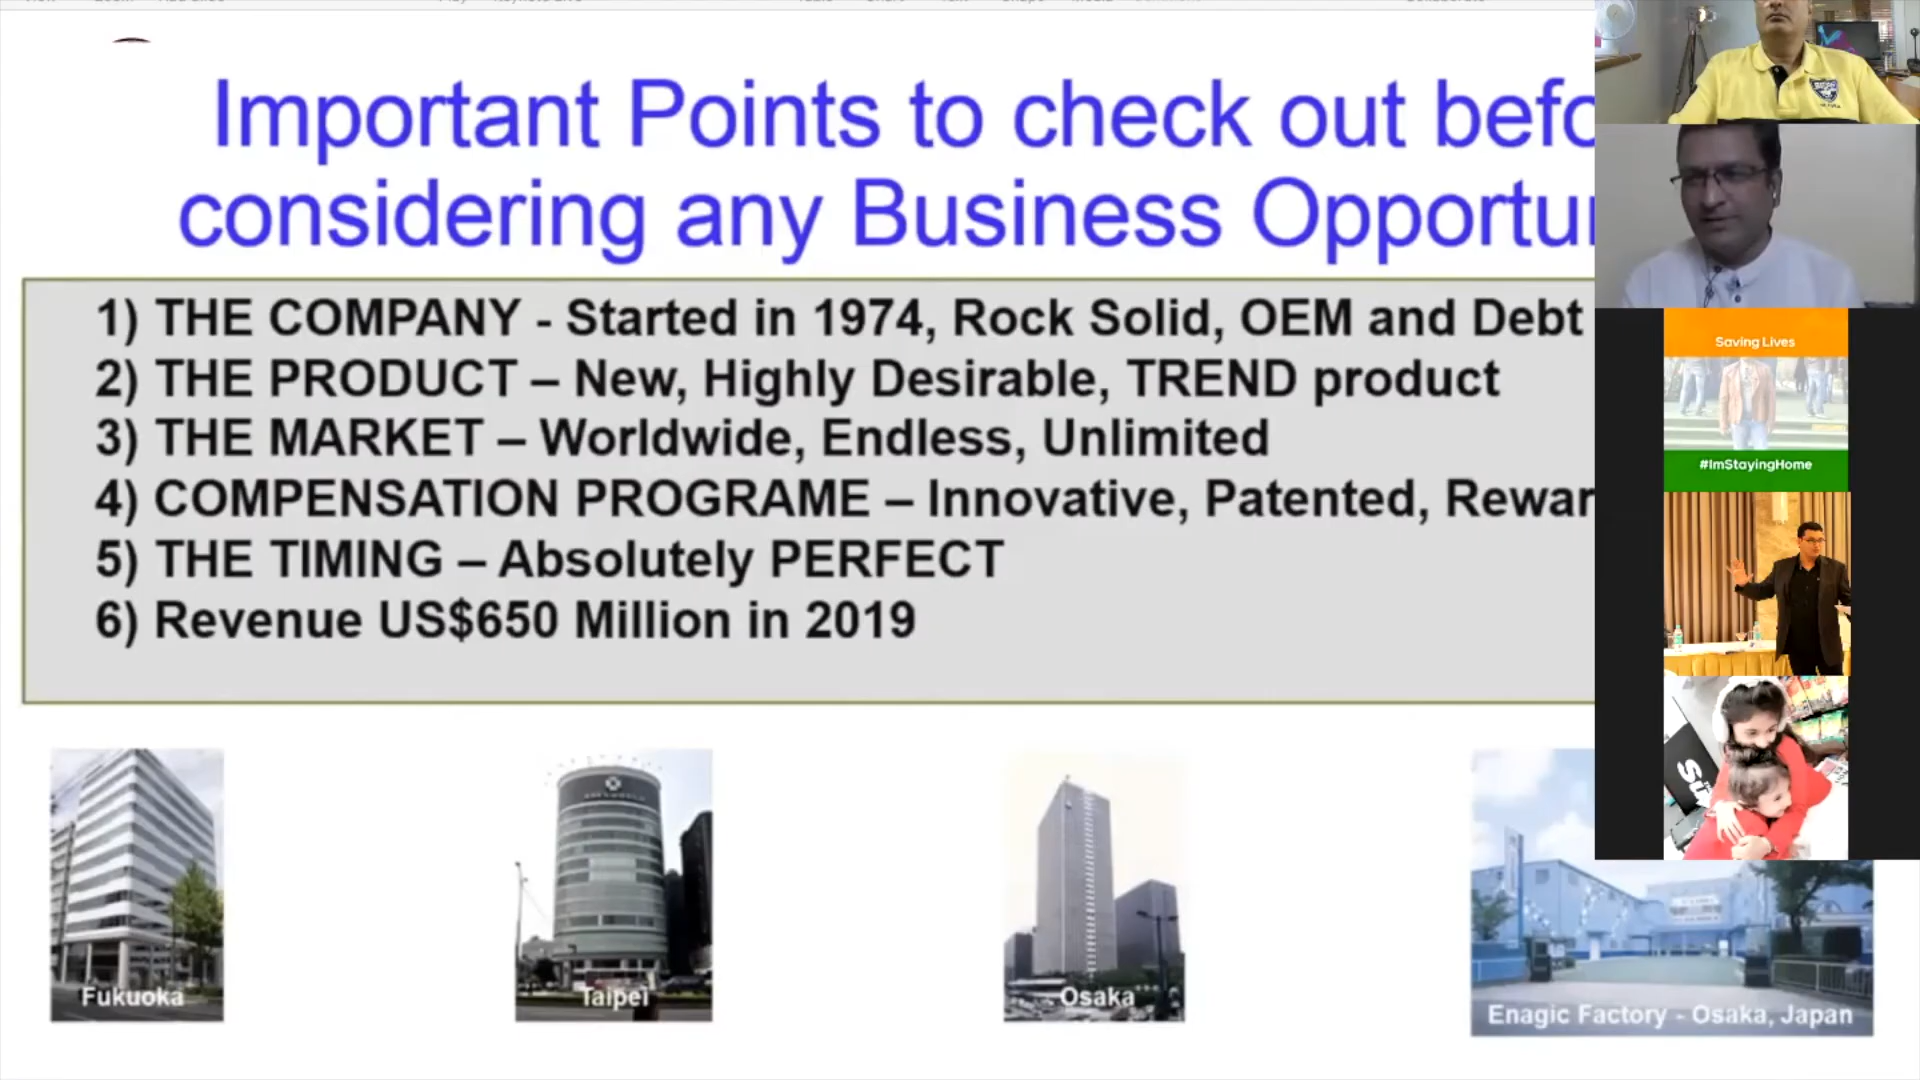 Important Points to check out befo
considering any Business Opportun
1) THE COMPANY - Started in 1974, Rock Solid, OEM and Debt
2) THE PRODUCT – New, Highly Desirable, TREND product
3) THE MARKET – Worldwide, Endless, Unlimited
4) COMPENSATION PROGRAME – Innovative, Patented, Rewar
5) THE TIMING – Absolutely PERFECT
6) Revenue US$650 Million in 2019
Fukuoka
Taipei
Osaka
Enagic Factory - Osaka, Japan
Saving Lives
#ImStayingHome